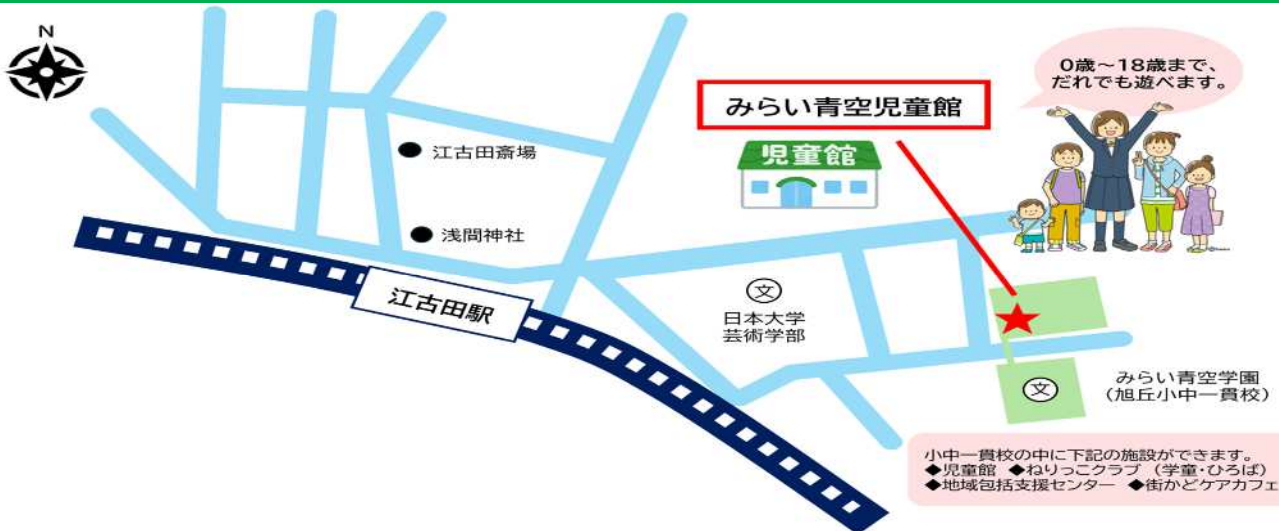 N
0歳～18歳まで、
だれでも遊べます。
みらい青空児童館
児童館
江古田斎場
浅間神社
江古田駅
文
日本大学
芸術学部
みらい青空学園
(旭丘小中一貫校)
文
小中一貫校の中に下記の施設ができます。
◆児童館 ◆ねりっこクラブ (学童・ひろば)
◆地域包括支援センター ◆街かどケアカフェ